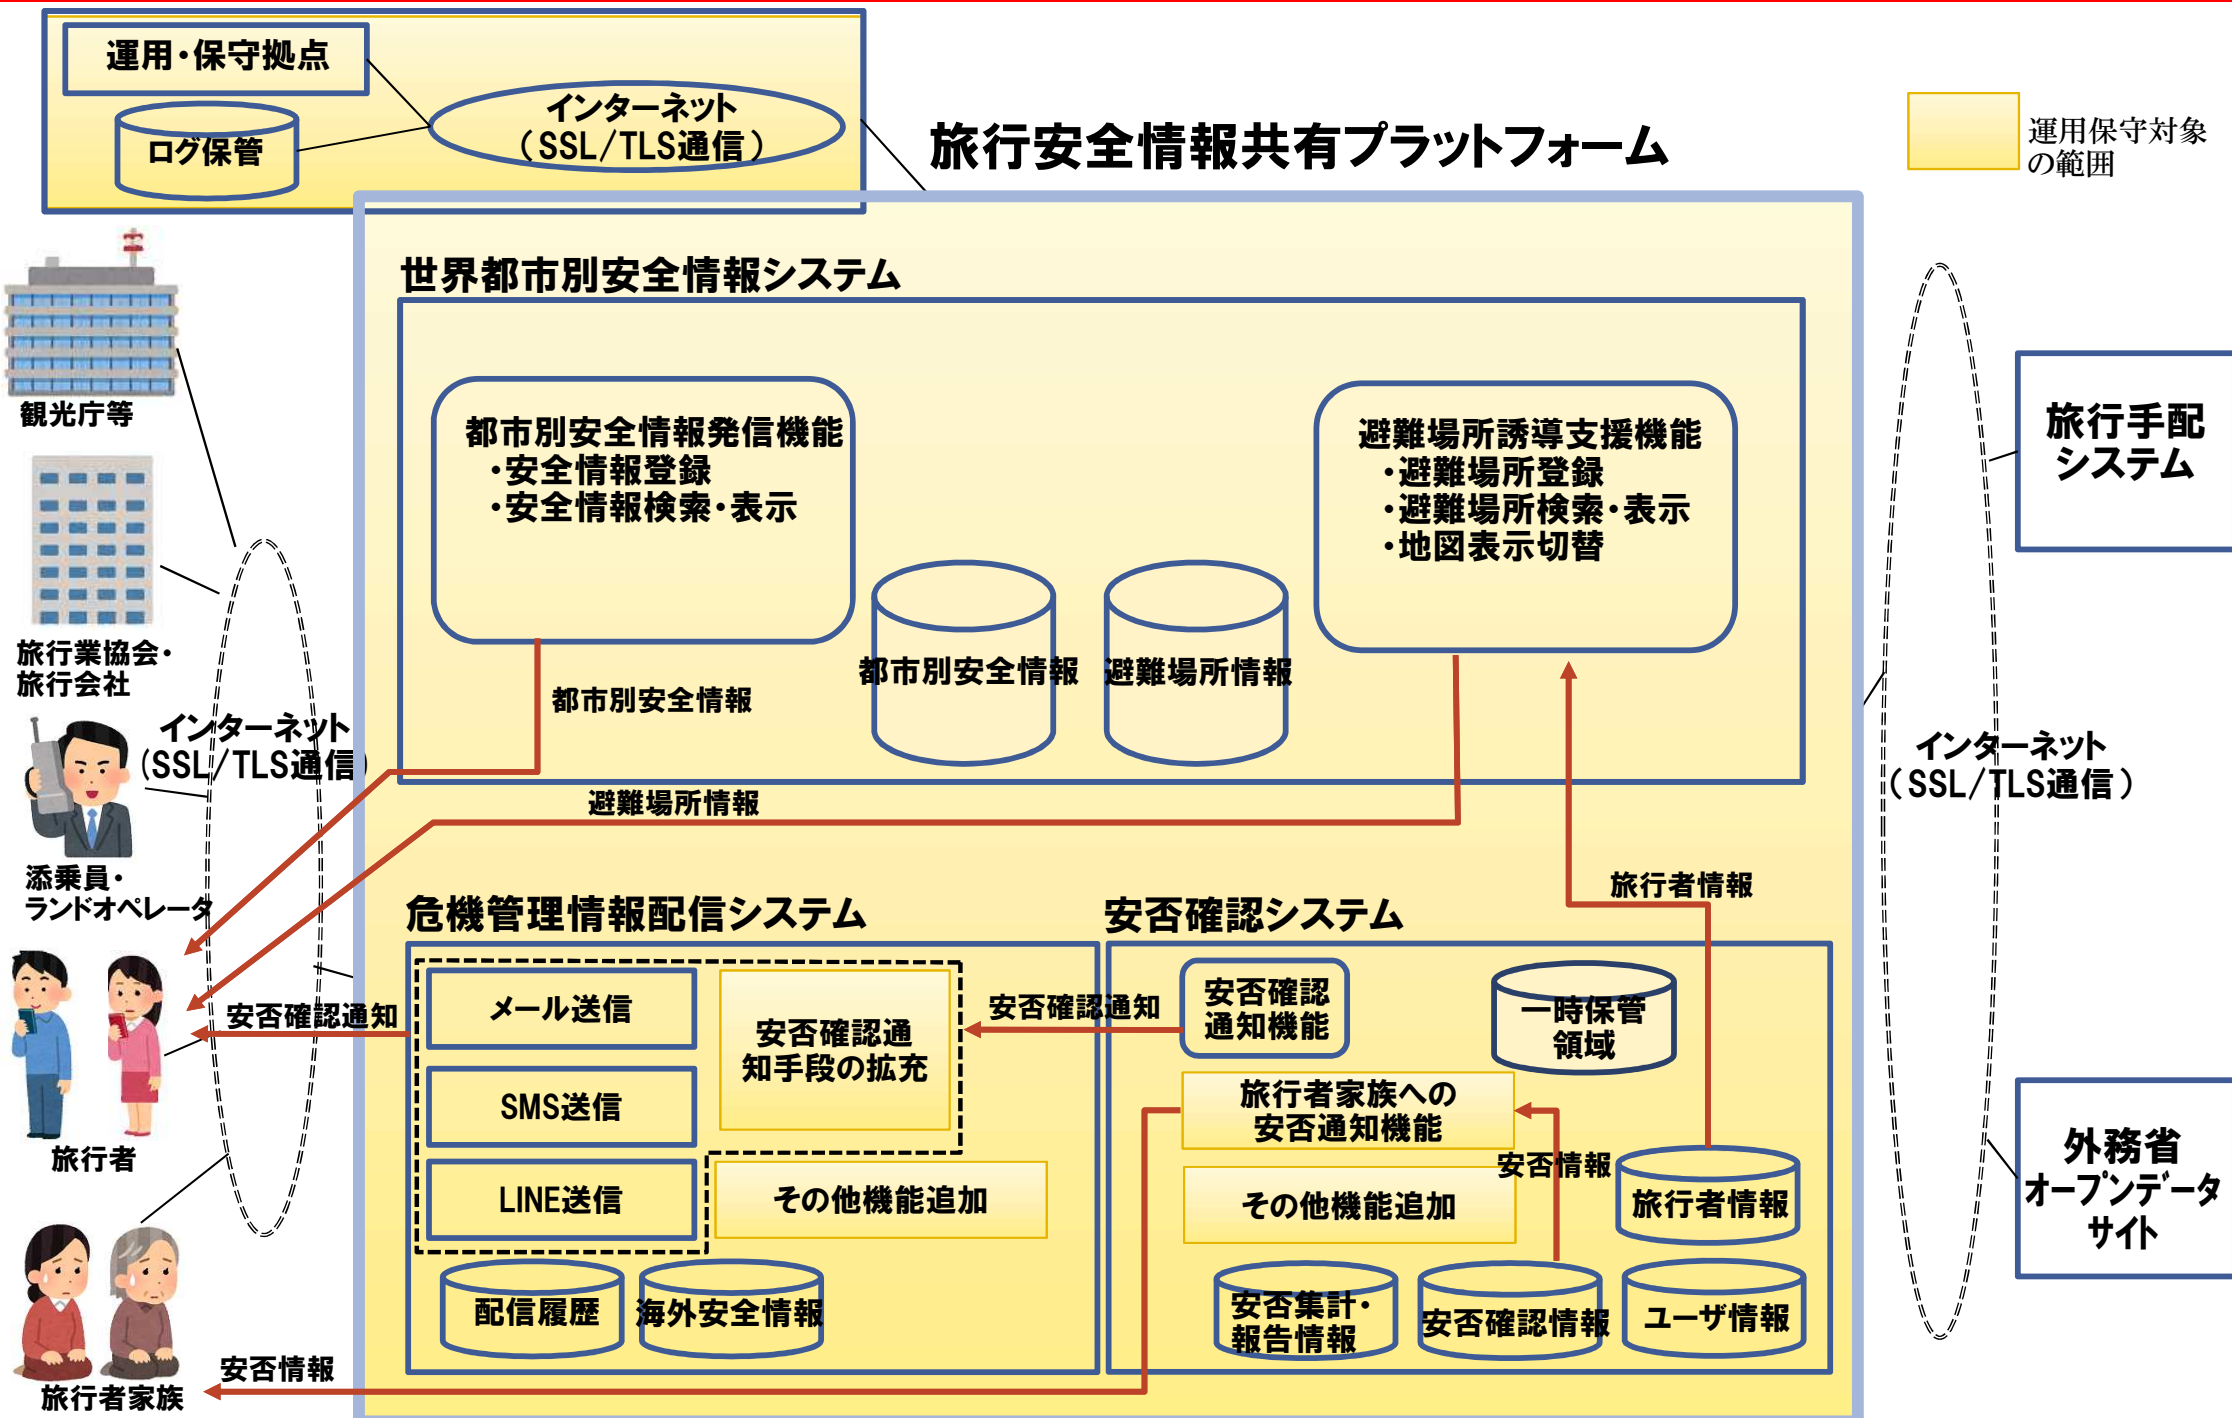 運用・保守拠点
ログ保管
インターネット
（SSL/TLS通信）
旅行安全情報共有プラットフォーム
運用保守対象
の範囲
世界都市別安全情報システム
観光庁等
旅行業協会・
旅行会社
インターネット
(SSL/TLS通信)
添乗員・
ランドオペレータ
旅行者
旅行者家族
都市別安全情報発信機能
・安全情報登録
・安全情報検索・表示
避難場所誘導支援機能
・避難場所登録
・避難場所検索・表示
・地図表示切替
都市別安全情報
避難場所情報
都市別安全情報
避難場所情報
旅行者情報
危機管理情報配信システム
メール送信
SMS送信
LINE送信
安否確認通
知手段の拡充
その他機能追加
配信履歴
海外安全情報
安否確認通知
安否確認通知
安否確認システム
安否確認
通知機能
一時保管
領域
旅行者家族への
安否通知機能
安否情報
その他機能追加
旅行者情報
安否集計・
報告情報
安否確認情報
ユーザ情報
安否情報
旅行手配
システム
インターネット
（SSL/TLS通信）
外務省
オープンデータ
サイト